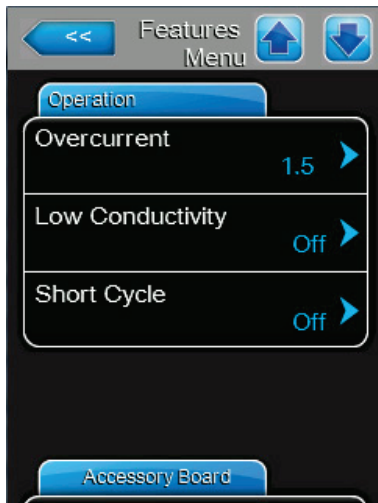 <<
Features
Menu
Operation
Overcurrent
1.5
Low Conductivity
Off
Short Cycle
Off
Accessory Board